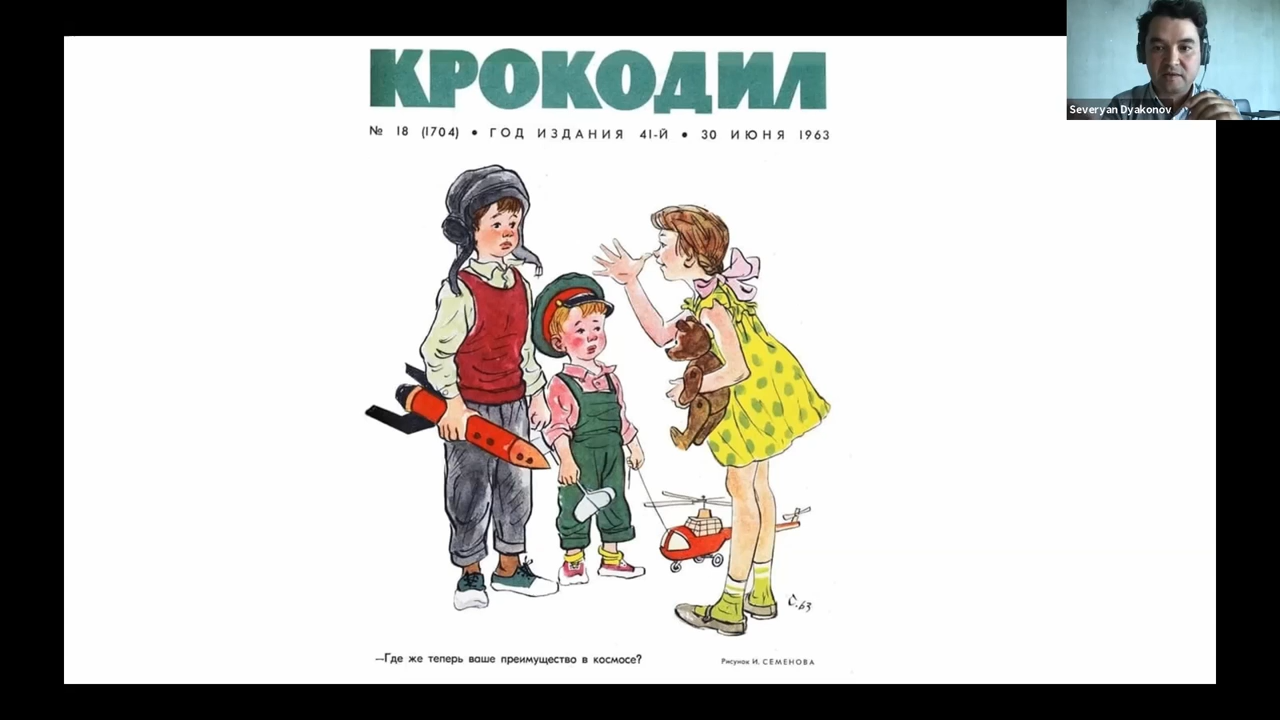 КРОКОДИЛ
№ 18 (1704) • ГОД ИЗДАНИЯ 41-Й • 30 ИЮНЯ 1963
Severyan Dyakonov
С.63
—Где же теперь ваше преимущество в космосе?
Рисунок И. СЕМЕНОВА